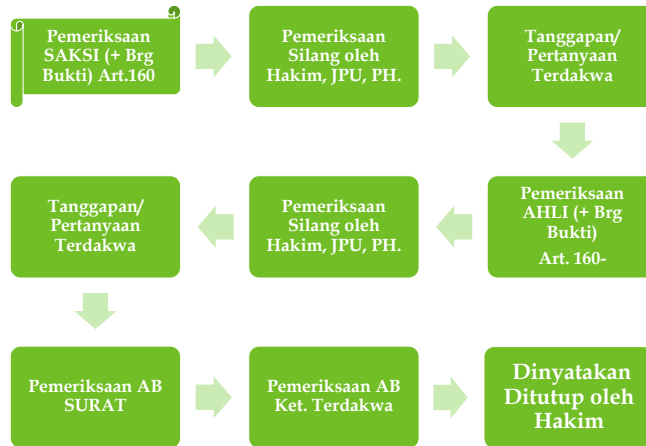 Pemeriksaan
SAKSI (+ Brg
Bukti) Art.160
Pemeriksaan
Silang oleh
Hakim, JPU, PH.
Tanggapan/
Pertanyaan
Terdakwa
Pemeriksaan
AHLI (+ Brg
Bukti)
Art. 160-
Pemeriksaan
Silang oleh
Hakim, JPU, PH.
Tanggapan/
Pertanyaan
Terdakwa
Pemeriksaan AB
SURAT
Pemeriksaan AB
Ket. Terdakwa
Dinyatakan
Ditutup oleh
Hakim